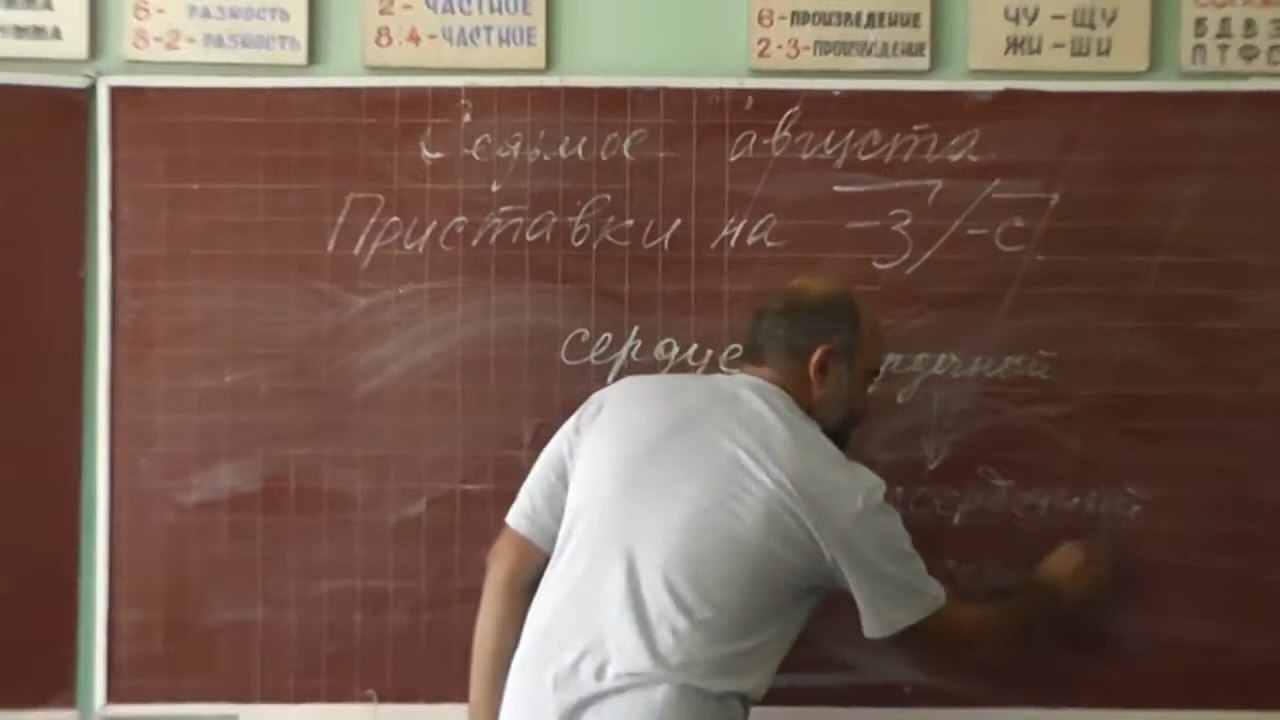 6- РАЗНОСТЬ
8-2-РАЗНОСТЬ
2- ЧАСТНОЕ
8:4-ЧАСТНОЕ
6-ПРОИЗВЕДЕНИЕ
2·3-ПРОИЗВЕДЕНИЕ
ЧУ - ЩУ
ЖИ - ШИ
Б Д В З
П Т Ф С
Седьмое августа
Приставки на -з/-с
сердце